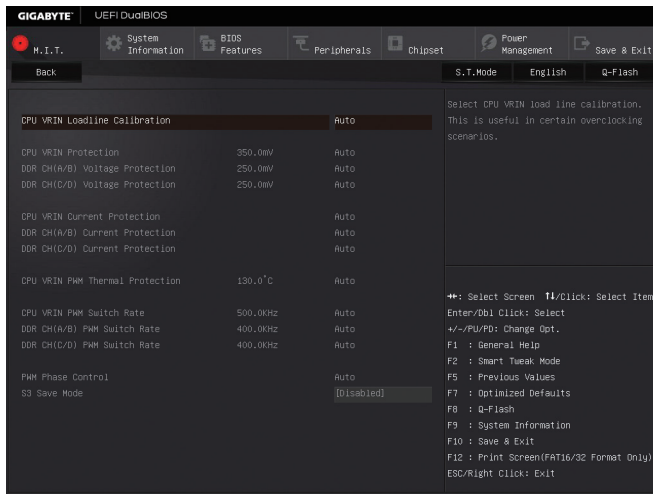 GIGABYTE™ UEFI DualBIOS
M.I.T. System Information BIOS Features Peripherals Chipset Power Management Save & Exit
Back S.T.Mode English Q-Flash
CPU VRIN Loadline Calibration Auto
CPU VRIN Protection 350.0mV Auto
DDR CH(A/B) Voltage Protection 250.0mV Auto
DDR CH(C/D) Voltage Protection 250.0mV Auto
CPU VRIN Current Protection Auto
DDR CH(A/B) Current Protection Auto
DDR CH(C/D) Current Protection Auto
CPU VRIN PWM Thermal Protection 130.0°C Auto
CPU VRIN PWM Switch Rate 500.0KHz Auto
DDR CH(A/B) PWM Switch Rate 400.0KHz Auto
DDR CH(C/D) PWM Switch Rate 400.0KHz Auto
PWM Phase Control Auto
S3 Save Mode [Disabled]
Select CPU VRIN load line calibration.
This is useful in certain overclocking
scenarios.
→←: Select Screen ↑↓/Click: Select Item
Enter/Dbl Click: Select
+/-/PU/PD: Change Opt.
F1 : General Help
F2 : Smart Tweak Mode
F5 : Previous Values
F7 : Optimized Defaults
F8 : Q-Flash
F9 : System Information
F10 : Save & Exit
F12 : Print Screen(FAT16/32 Format Only)
ESC/Right Click: Exit